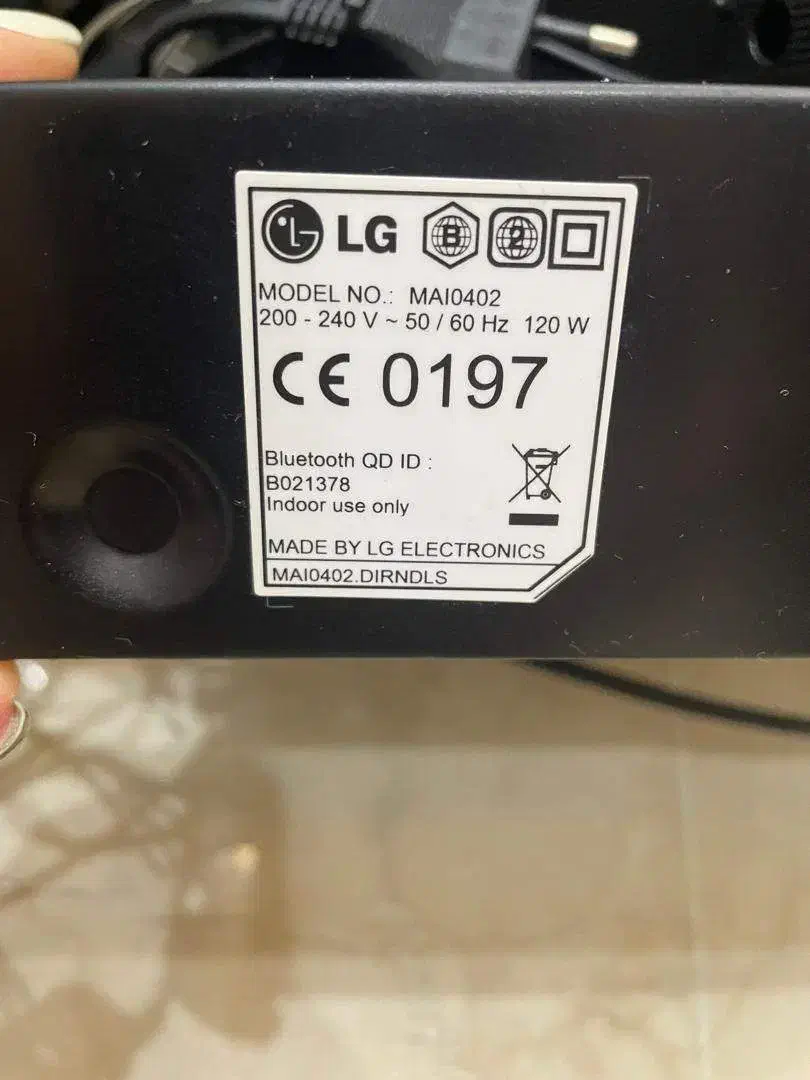 LG B 2
MODEL NO.: MAI0402
200 - 240 V ~ 50 / 60 Hz 120 W
CE 0197
Bluetooth QD ID :
B021378
Indoor use only
MADE BY LG ELECTRONICS
MAI0402.DIRNDLS